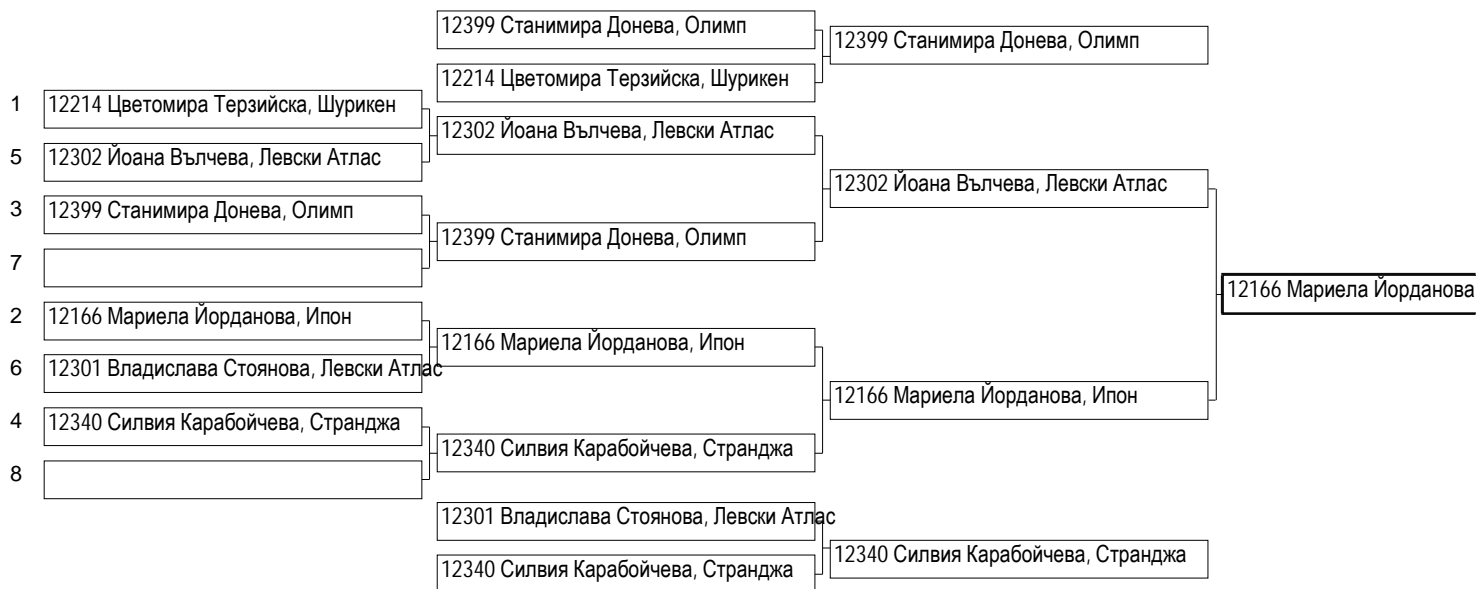 12399 Станимира Донева, Олимп
12399 Станимира Донева, Олимп
12214 Цветомира Терзийска, Шурикен
1 12214 Цветомира Терзийска, Шурикен
12302 Йоана Вълчева, Левски Атлас
5 12302 Йоана Вълчева, Левски Атлас
12302 Йоана Вълчева, Левски Атлас
3 12399 Станимира Донева, Олимп
12399 Станимира Донева, Олимп
7
12166 Мариела Йорданова
2 12166 Мариела Йорданова, Ипон
12166 Мариела Йорданова, Ипон
6 12301 Владислава Стоянова, Левски Атлас
12166 Мариела Йорданова, Ипон
4 12340 Силвия Карабойчева, Странджа
12340 Силвия Карабойчева, Странджа
8
12301 Владислава Стоянова, Левски Атлас
12340 Силвия Карабойчева, Странджа
12340 Силвия Карабойчева, Странджа